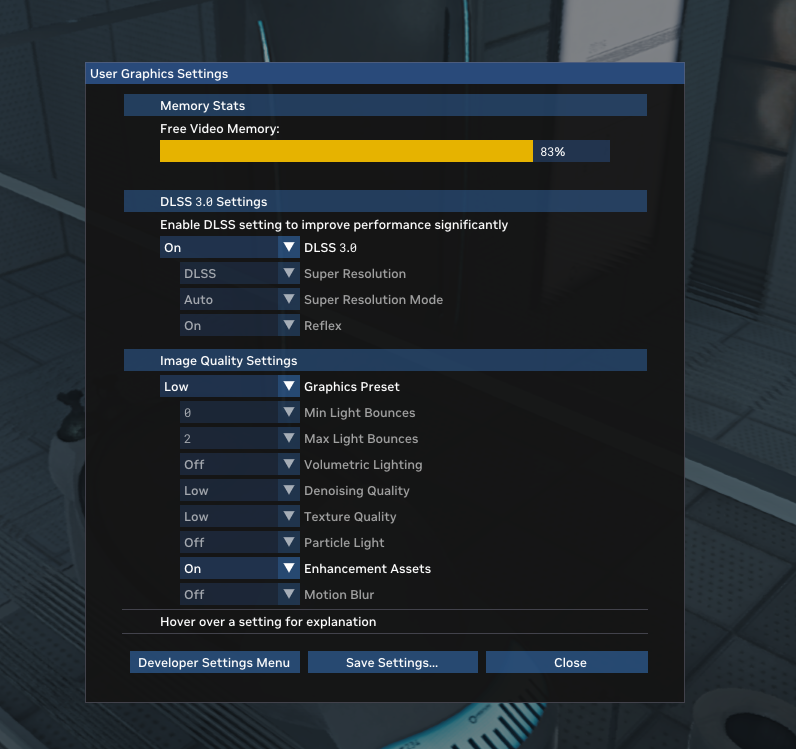 User Graphics Settings
Memory Stats
Free Video Memory:
83%
DLSS 3.0 Settings
Enable DLSS setting to improve performance significantly
On DLSS 3.0
DLSS Super Resolution
Auto Super Resolution Mode
On Reflex
Image Quality Settings
Low Graphics Preset
0 Min Light Bounces
2 Max Light Bounces
Off Volumetric Lighting
Low Denoising Quality
Low Texture Quality
Off Particle Light
On Enhancement Assets
Off Motion Blur
Hover over a setting for explanation
Developer Settings Menu Save Settings... Close